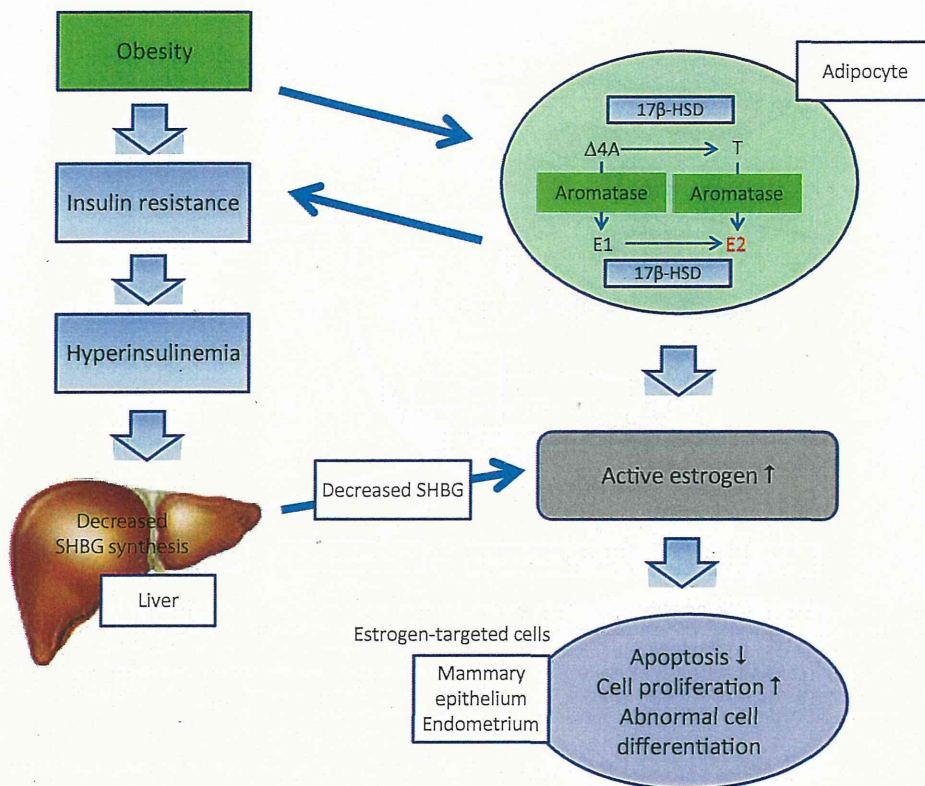 Obesity
Adipocyte
17β-HSD
Δ4A
T
Insulin resistance
Aromatase
Aromatase
E1
E2
17β-HSD
Hyperinsulinemia
Decreased SHBG
Active estrogen ↑
Decreased
SHBG synthesis
Liver
Estrogen-targeted cells
Mammary
epithelium
Endometrium
Apoptosis ↓
Cell proliferation ↑
Abnormal cell
differentiation